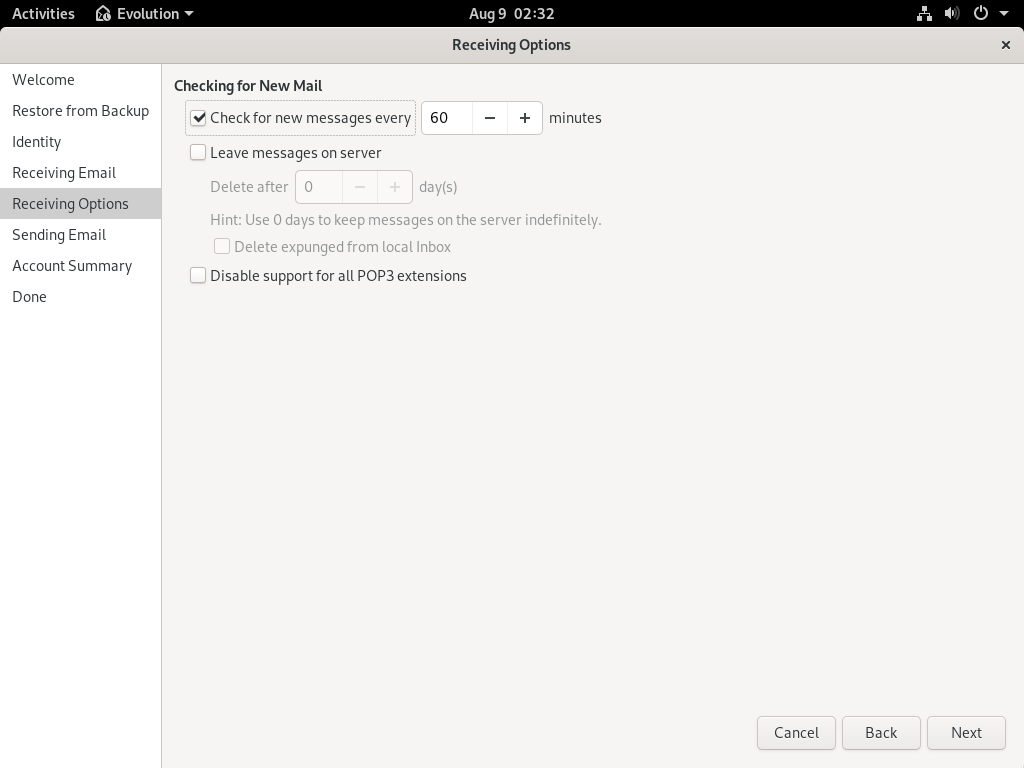 Activities Evolution Aug 9 02:32
Receiving Options
Welcome
Restore from Backup
Identity
Receiving Email
Receiving Options
Sending Email
Account Summary
Done
Checking for New Mail
Check for new messages every 60 minutes
Leave messages on server
Delete after 0 day(s)
Hint: Use 0 days to keep messages on the server indefinitely.
Delete expunged from local Inbox
Disable support for all POP3 extensions
Cancel Back Next